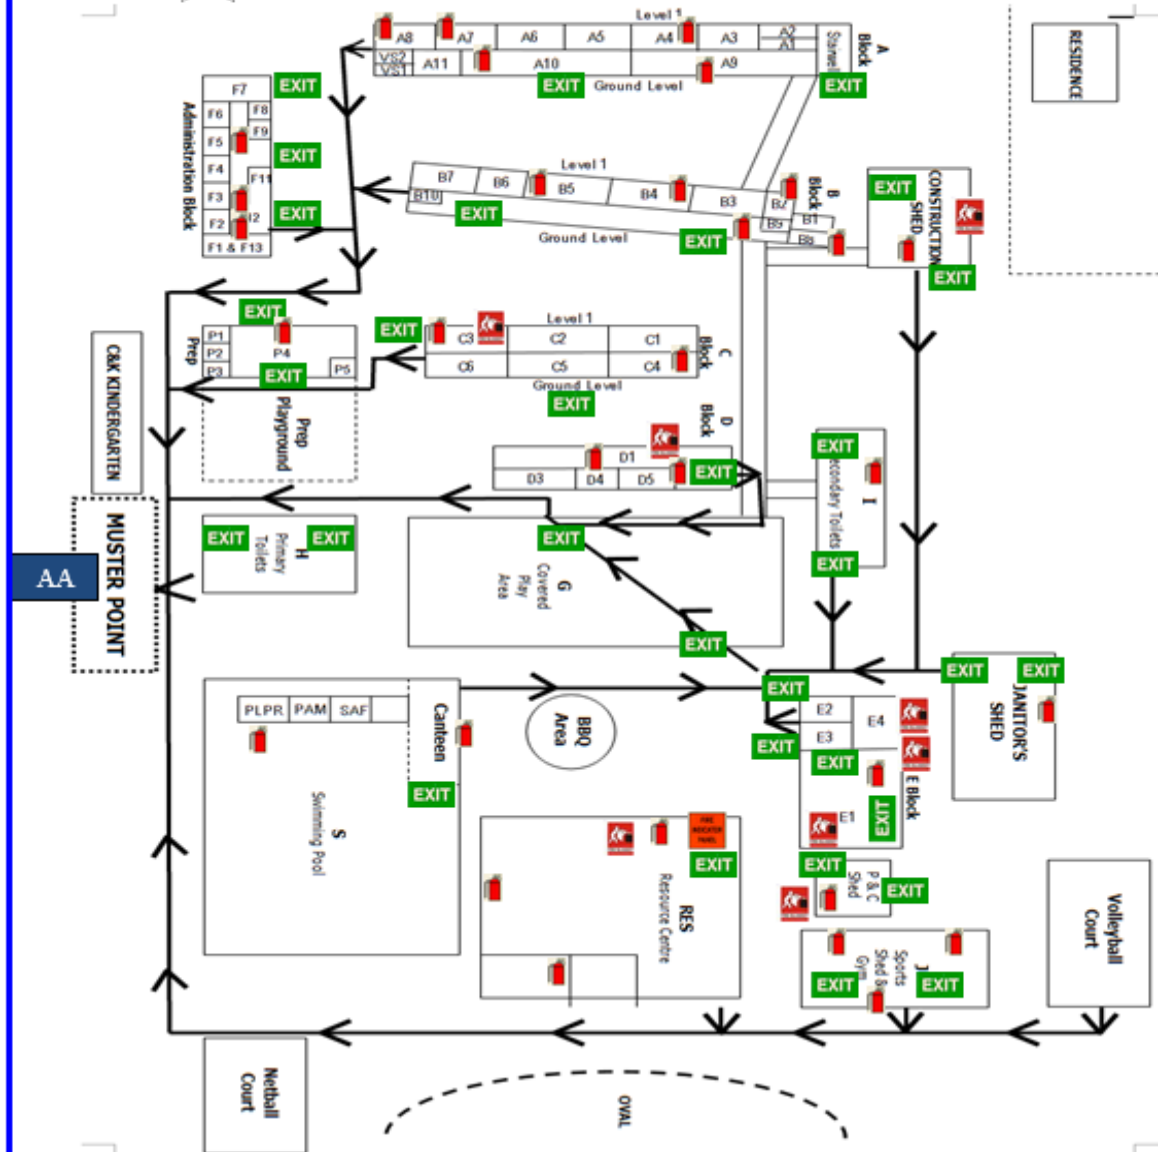 Level 1
A8
A7
A6
A5
A4
A3
A2
A1
Stairwell
A
Block
VS2
VS1
A11
A10
A9
Ground Level
EXIT
EXIT
RESIDENCE
F7
F6
F8
F5
F9
F4
F11
F3
F2
F1 & F13
Administration Block
EXIT
EXIT
EXIT
Level 1
B7
B6
B5
B4
B3
B2
B1
B10
B9
B8
B
Block
EXIT
Ground Level
EXIT
EXIT
CONSTRUCTION
SHED
EXIT
EXIT
P1
P2
P3
P4
P5
Prep
EXIT
Prep
Playground
C&K KINDERGARTEN
EXIT
Level 1
C3
C2
C1
C6
C5
C4
C
Block
Ground Level
EXIT
D
Block
D1
D3
D4
D5
EXIT
EXIT
I
econdary Toilets
EXIT
MUSTER POINT
AA
EXIT
EXIT
H
Primary
Toilets
EXIT
G
Covered
Play
Area
EXIT
EXIT
EXIT
EXIT
JANITOR'S
SHED
PLPR
PAM
SAF
Canteen
EXIT
S
Swimming Pool
BBQ
Area
E2
E3
E4
EXIT
EXIT
E1
EXIT
E Block
FIRE
INDICATOR
PANEL
EXIT
RES
Resource Centre
EXIT
P & C
Shed
EXIT
J
Sports
Shed &
Gym
EXIT
EXIT
Volleyball
Court
Netball
Court
OVAL